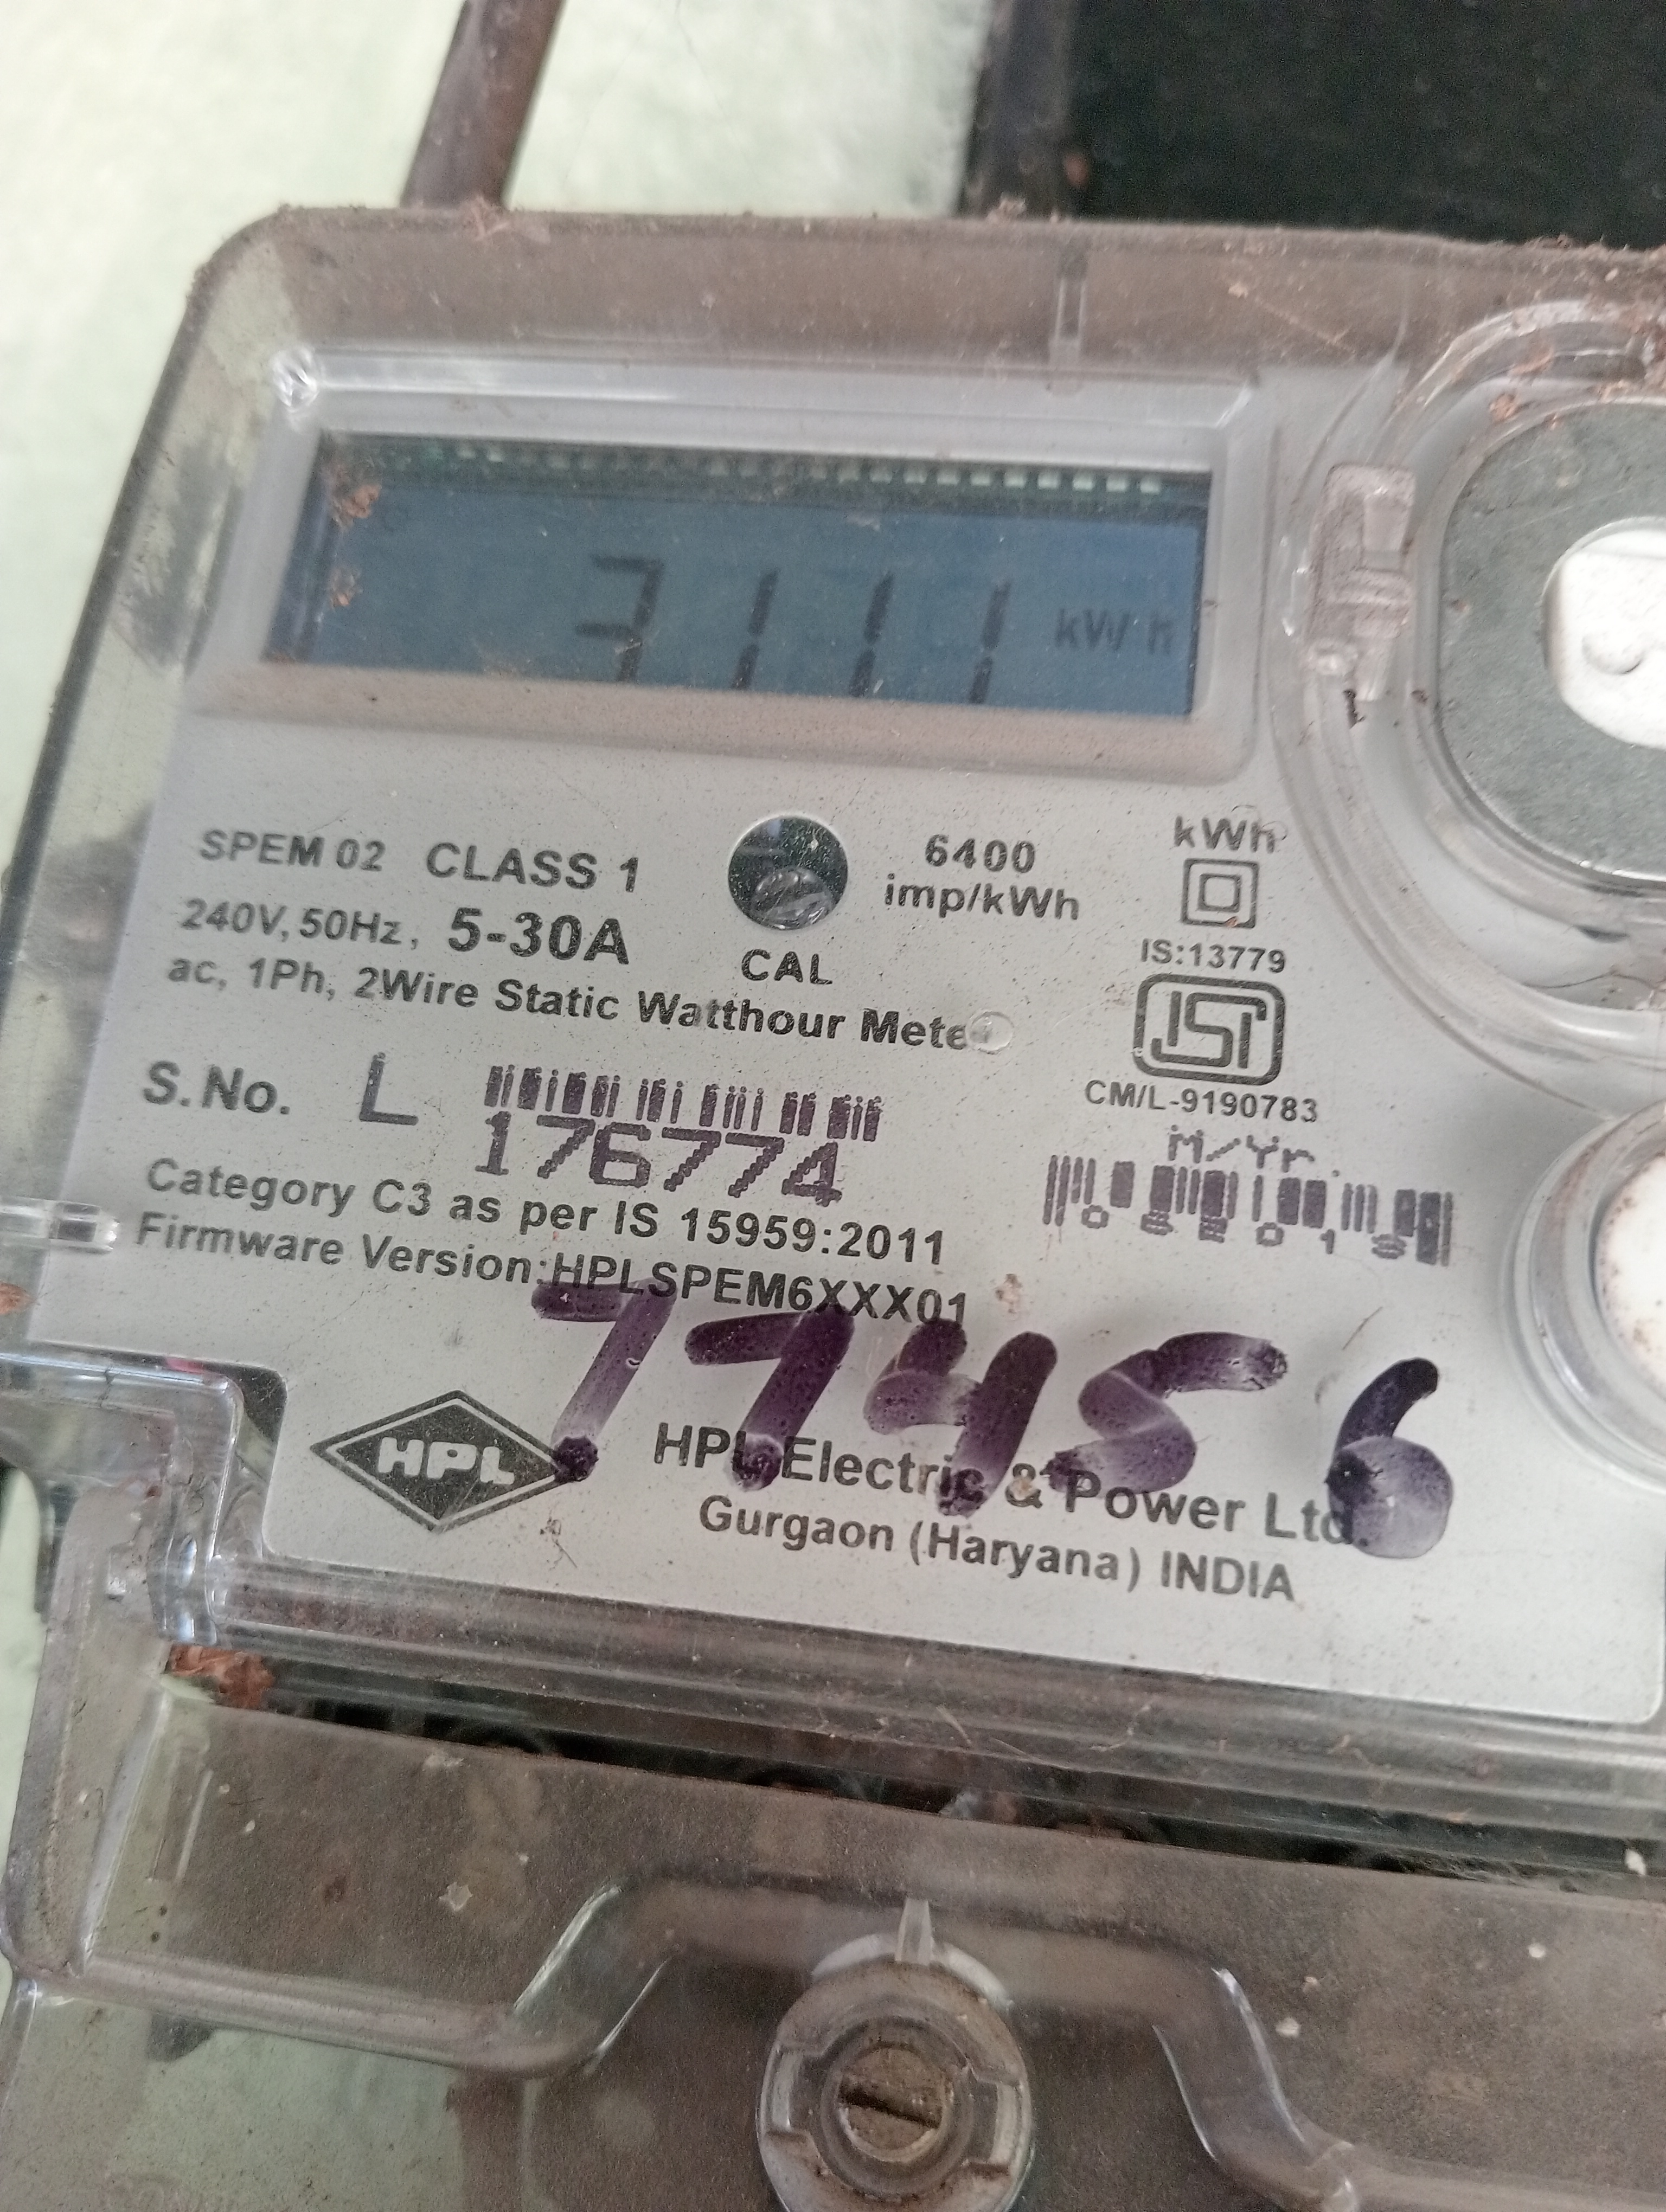 3111 kWh
SPEM 02 CLASS 1
240V, 50Hz, 5-30A
ac, 1Ph, 2Wire Static Watthour Meter
CAL
6400
imp/kWh
kWh
IS:13779
ISI
CM/L-9190783
S.No. L
176774
M/Yr.
Category C3 as per IS 15959:2011
Firmware Version:HPLSPEM6XXX01
77456
HPL
HPL Electric & Power Ltd.
Gurgaon (Haryana) INDIA